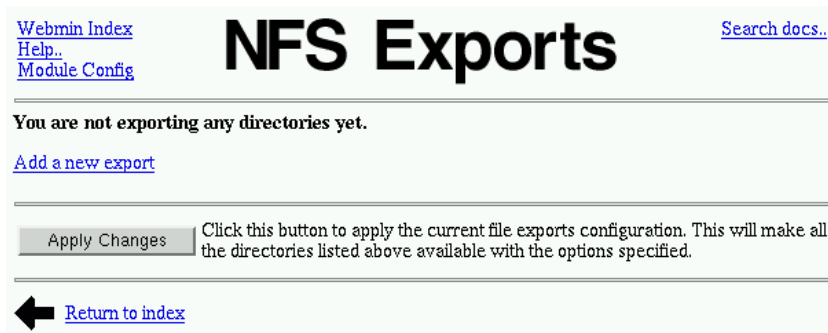 Webmin Index
Help..
Module Config
NFS Exports
Search docs..
You are not exporting any directories yet.
Add a new export
Apply Changes
Click this button to apply the current file exports configuration. This will make all
the directories listed above available with the options specified.
Return to index